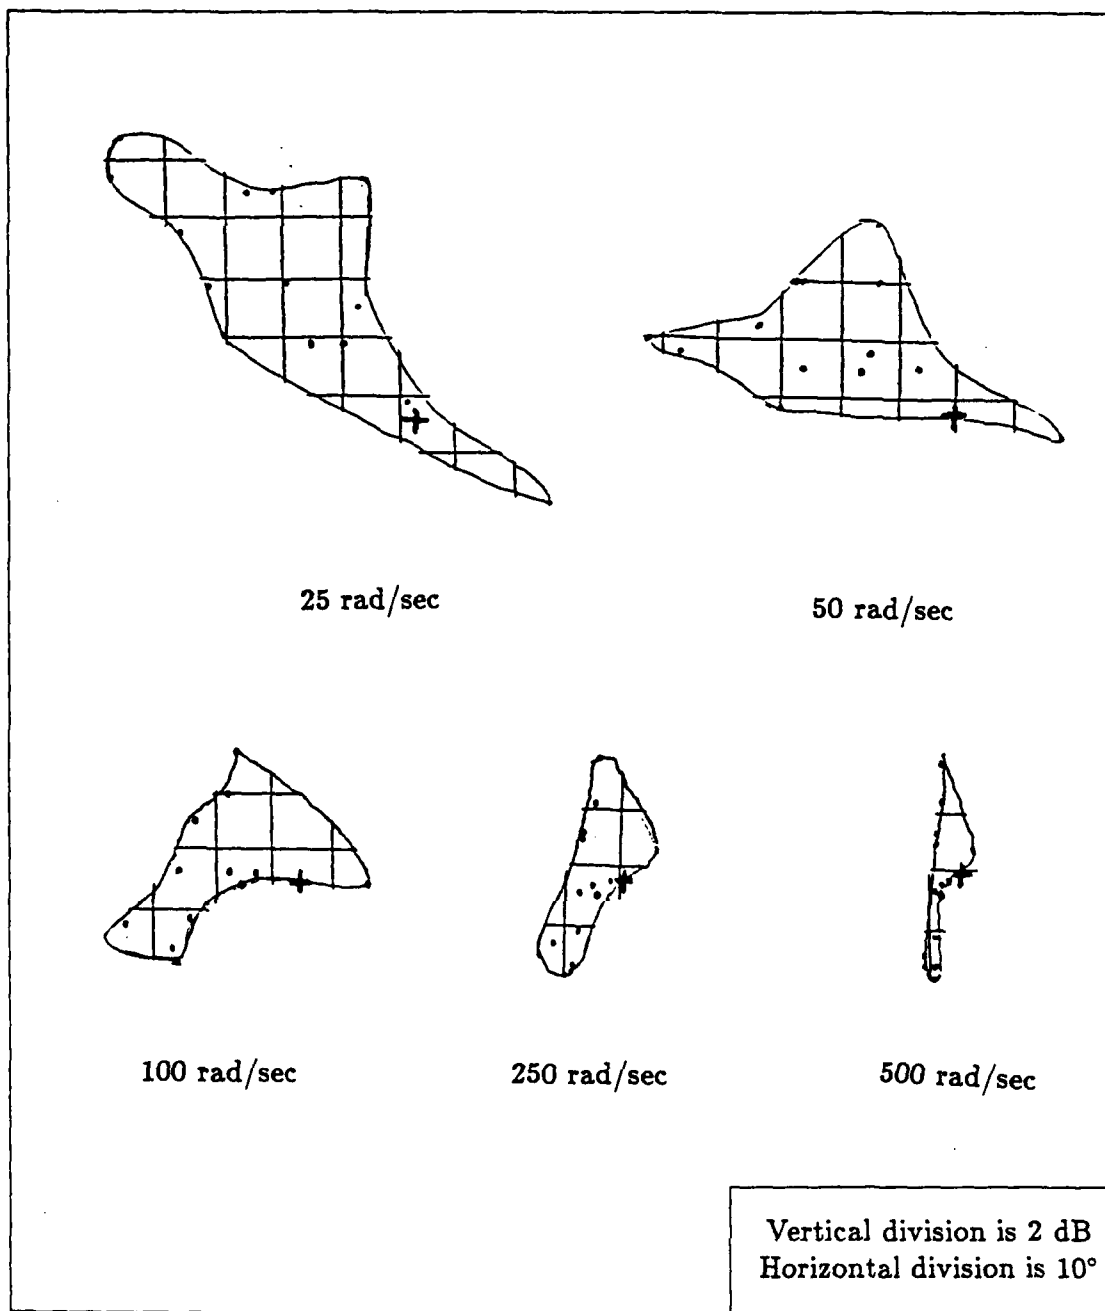 25 rad/sec
50 rad/sec
100 rad/sec
250 rad/sec
500 rad/sec
Vertical division is 2 dB
Horizontal division is 10°